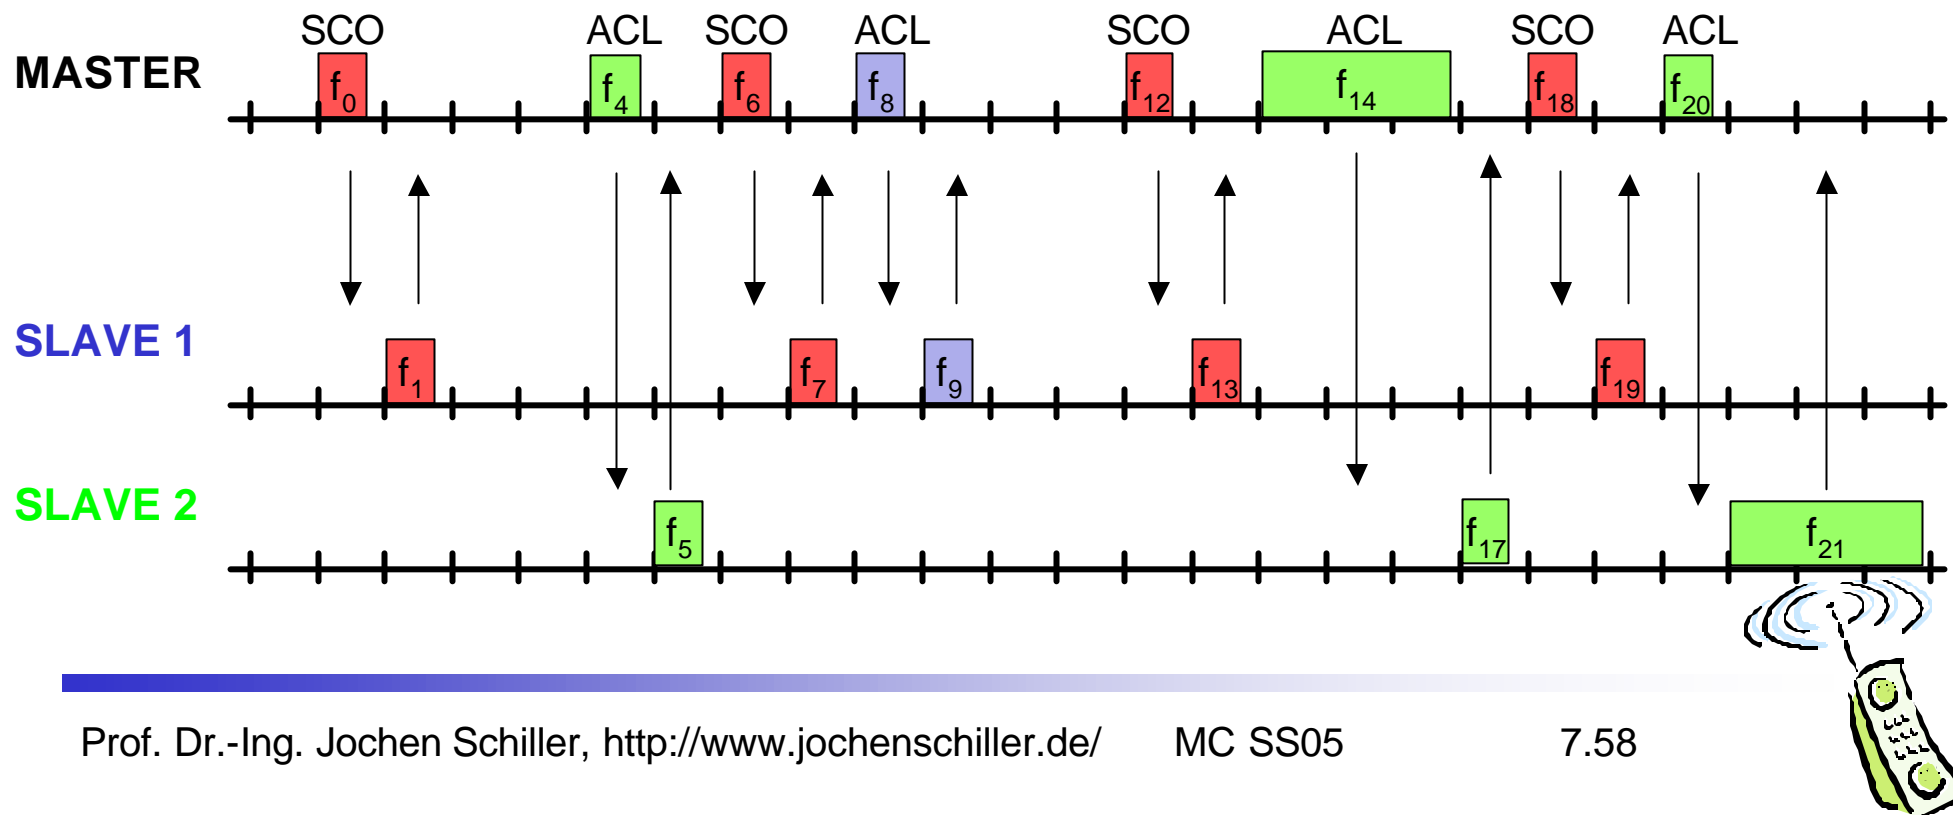 SCO ACL SCO ACL SCO ACL SCO ACL
MASTER f0 f4 f6 f8 f12 f14 f18 f20
SLAVE 1 f1 f7 f9 f13 f19
SLAVE 2 f5 f17 f21
Prof. Dr.-Ing. Jochen Schiller, http://www.jochenschiller.de/ MC SS05 7.58